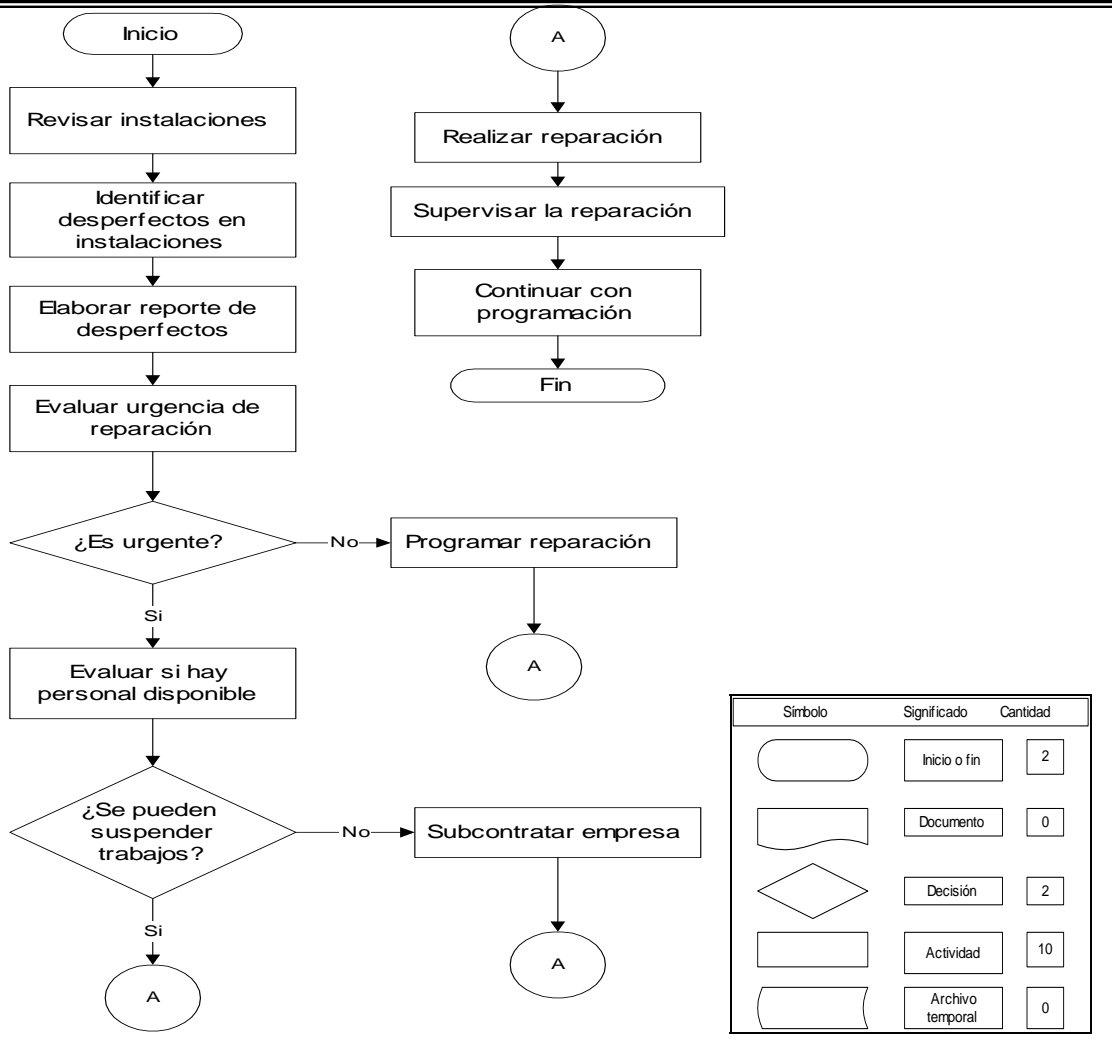 Inicio
Revisar instalaciones
Identificar
desperfectos en
instalaciones
Elaborar reporte de
desperfectos
Evaluar urgencia de
reparación
¿Es urgente?
No
Programar reparación
A
Si
Evaluar si hay
personal disponible
¿Se pueden
suspender
trabajos?
No
Subcontratar empresa
A
Si
A
A
Realizar reparación
Supervisar la reparación
Continuar con
programación
Fin
Símbolo Significado Cantidad
Inicio o fin 2
Documento 0
Decisión 2
Actividad 10
Archivo
temporal 0